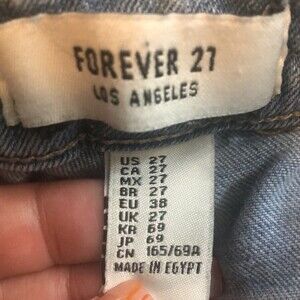 FOREVER 21
LOS ANGELES
US 27
CA 27
MX 27
BR 27
EU 38
UK 27
KR 69
JP 69
CN 165/69A
MADE IN EGYPT